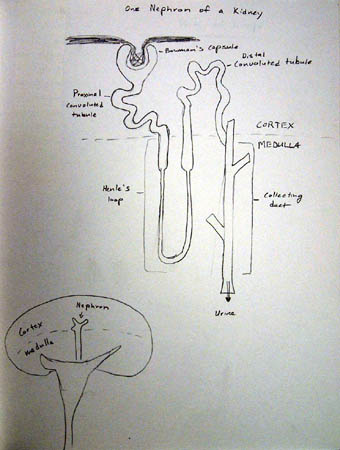 One Nephron of a Kidney
Bowman's capsule
Distal
convoluted tubule
Proximal
convoluted
tubule
CORTEX
MEDULLA
Henle's
loop
Collecting
duct
Urine
Nephron
Cortex
medulla